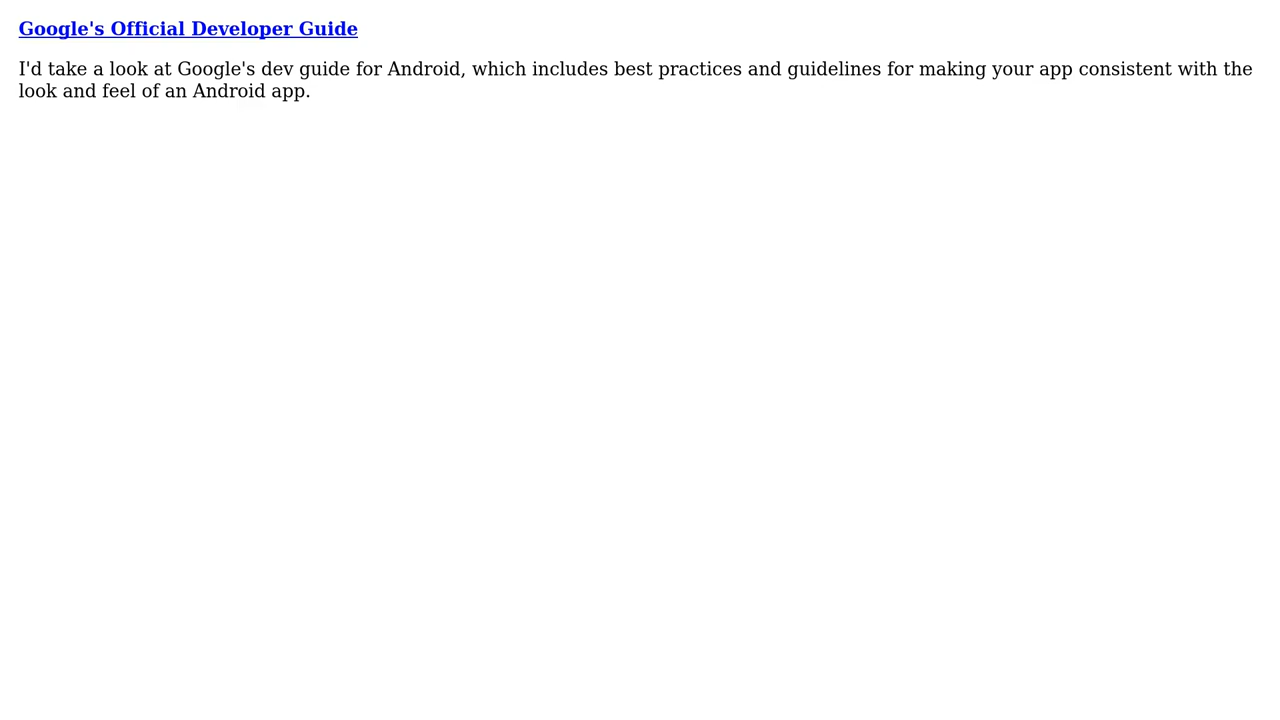 Google's Official Developer Guide
I'd take a look at Google's dev guide for Android, which includes best practices and guidelines for making your app consistent with the
look and feel of an Android app.